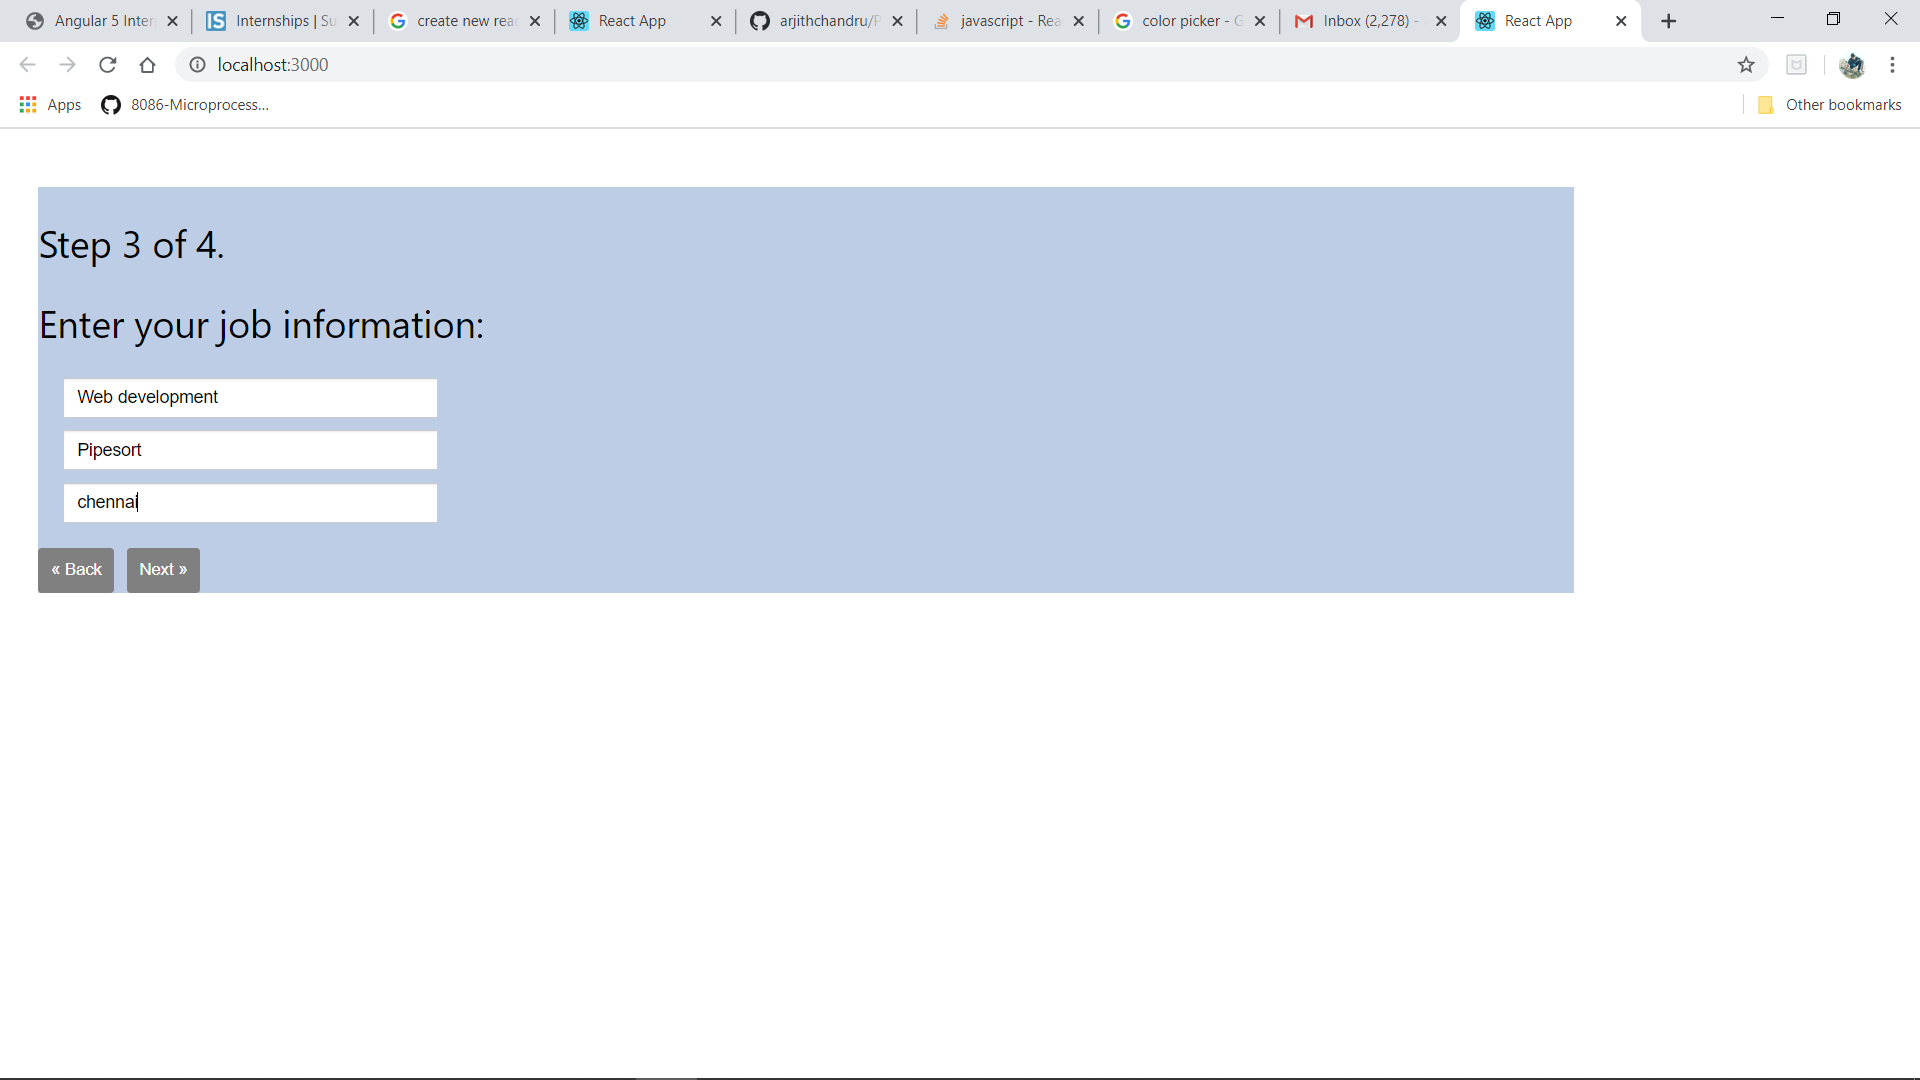 Angular 5 Inter
IS Internships | Su
create new reac
React App
arjithchandru/P
javascript - Rea
color picker - G
Inbox (2,278) -
React App
localhost:3000
Apps
8086-Microprocess...
Other bookmarks
Step 3 of 4.
Enter your job information:
Web development
Pipesort
chennai
« Back
Next »